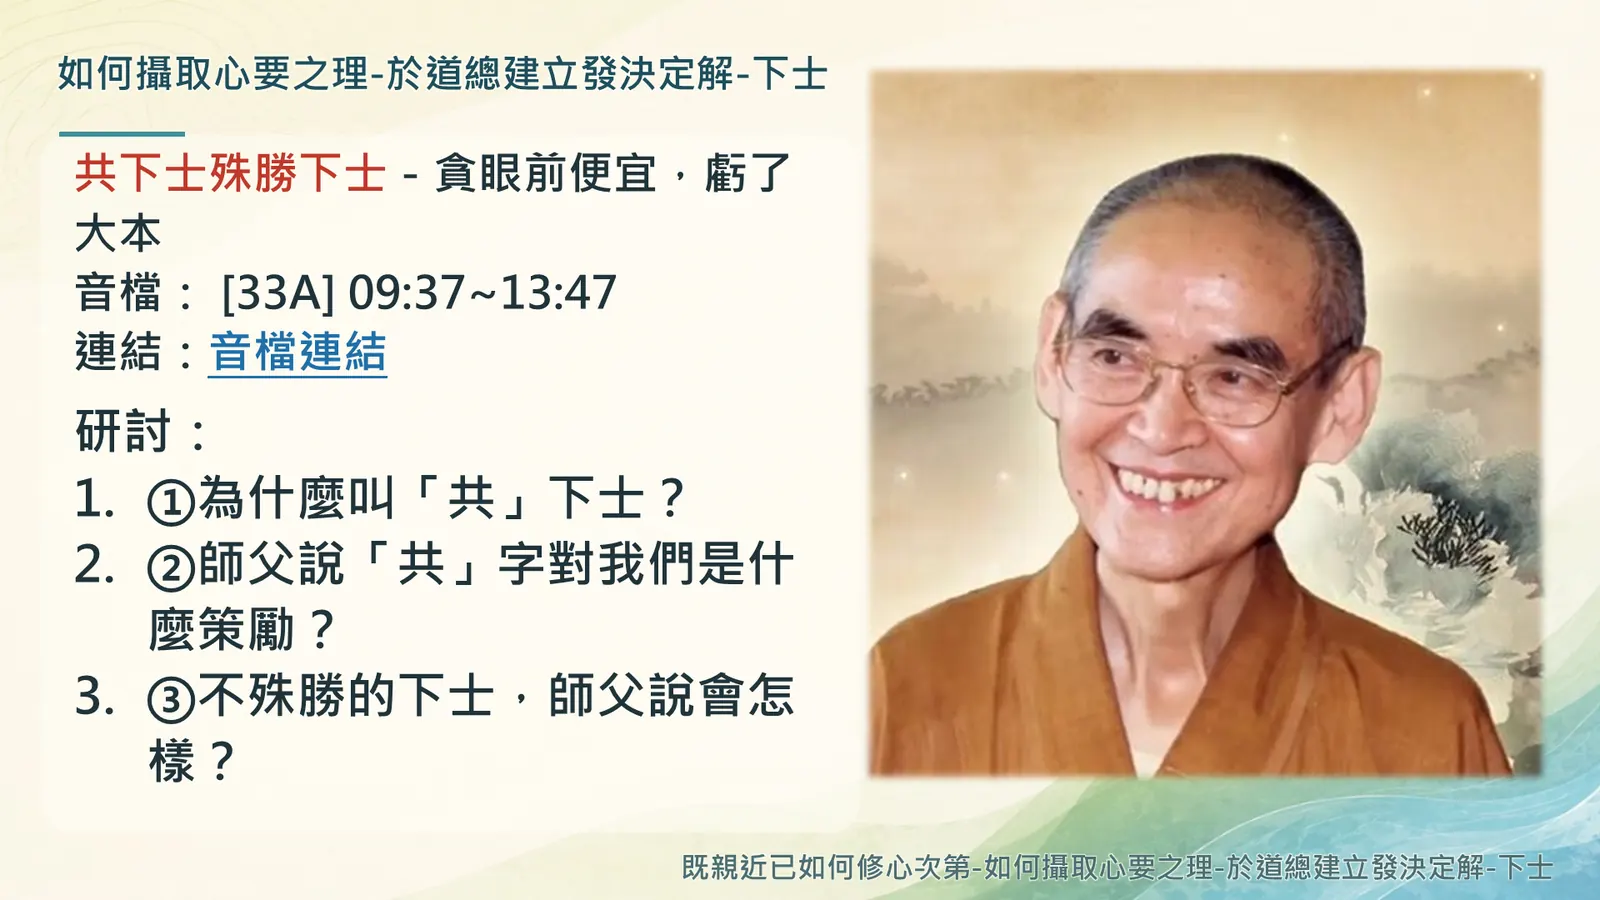 如何攝取心要之理-於道總建立發決定解-下士
共下士殊勝下士 - 貪眼前便宜，虧了
大本
音檔： [33A] 09:37~13:47
連結：音檔連結
研討：
1. ①為什麼叫「共」下士？
2. ②師父說「共」字對我們是什
麼策勵？
3. ③不殊勝的下士，師父說會怎
樣？
既親近已如何修心次第-如何攝取心要之理-於道總建立發決定解-下士